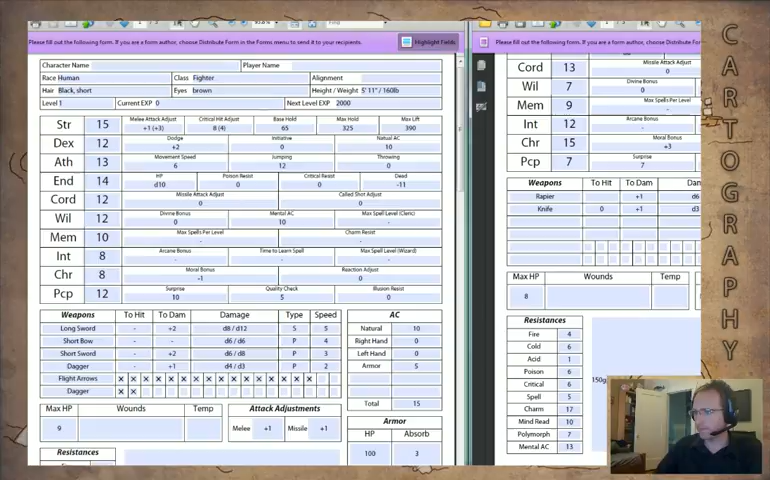 Please fill out the following form. If you are a form author, choose Distribute Form in the Forms menu to send it to your recipients.
Highlight Fields
Character Name Player Name
Race Human Class Fighter Alignment
Hair Black, short Eyes brown Height / Weight 5' 11" / 160lb
Level 1 Current EXP 0 Next Level EXP 2000
Melee Attack Adjust Critical Hit Adjust Base Hold Max Hold Max Lift
Str 15 +1 (+3) 8 (4) 65 325 390
Dodge Initiative Natual AC
Dex 12 +2 0 10
Movement Speed Jumping Throwing
Ath 13 6 12 0
HP Poison Resist Critical Resist Dead
End 14 d10 0 0 -11
Missile Attack Adjust Called Shot Adjust
Cord 12 0 0
Divine Bonus Mental AC Max Spell Level (Cleric)
Wil 12 0 10 -
Max Spells Per Level Charm Resist
Mem 10 - -
Arcane Bonus Time to Learn Spell Max Spell Level (Wizard)
Int 8 - - -
Moral Bonus Reaction Adjust
Chr 8 -1 0
Surprise Quality Check Illusion Resist
Pcp 12 10 5 0
Weapons To Hit To Dam Damage Type Speed
Long Sword - +2 d8 / d12 S 5
Short Bow - - d6 / d6 P 4
Short Sword - +2 d6 / d8 P 3
Dagger - +1 d4 / d3 P 2
Flight Arrows X X X X X X X X X X X X X X X X
Dagger X X
AC
Natural 10
Right Hand 0
Left Hand 0
Armor 5
Total 15
Max HP Wounds Temp
9
Attack Adjustments
Melee +1 Missile +1
Armor
HP Absorb
100 3
Resistances
Please fill out the following form. If you are a form author, choose Distribute For
Missile Attack Adjust
Cord 13 0
Divine Bonus
Wil 7 0
Max Spells Per Level
Mem 9 -
Arcane Bonus
Int 12 -
Moral Bonus
Chr 15 +3
Surprise
Pcp 7 7
Weapons To Hit To Dam Dam
Rapier +1 d6
Knife 0 +1 d3
Max HP Wounds Temp
8
Resistances
Fire 4
Cold 6
Acid 1
Poison 6
Critical 6
Spell 5
Charm 17
Mind Read 10
Polymorph 7
Mental AC 13
150g
CARTOGRAPHY